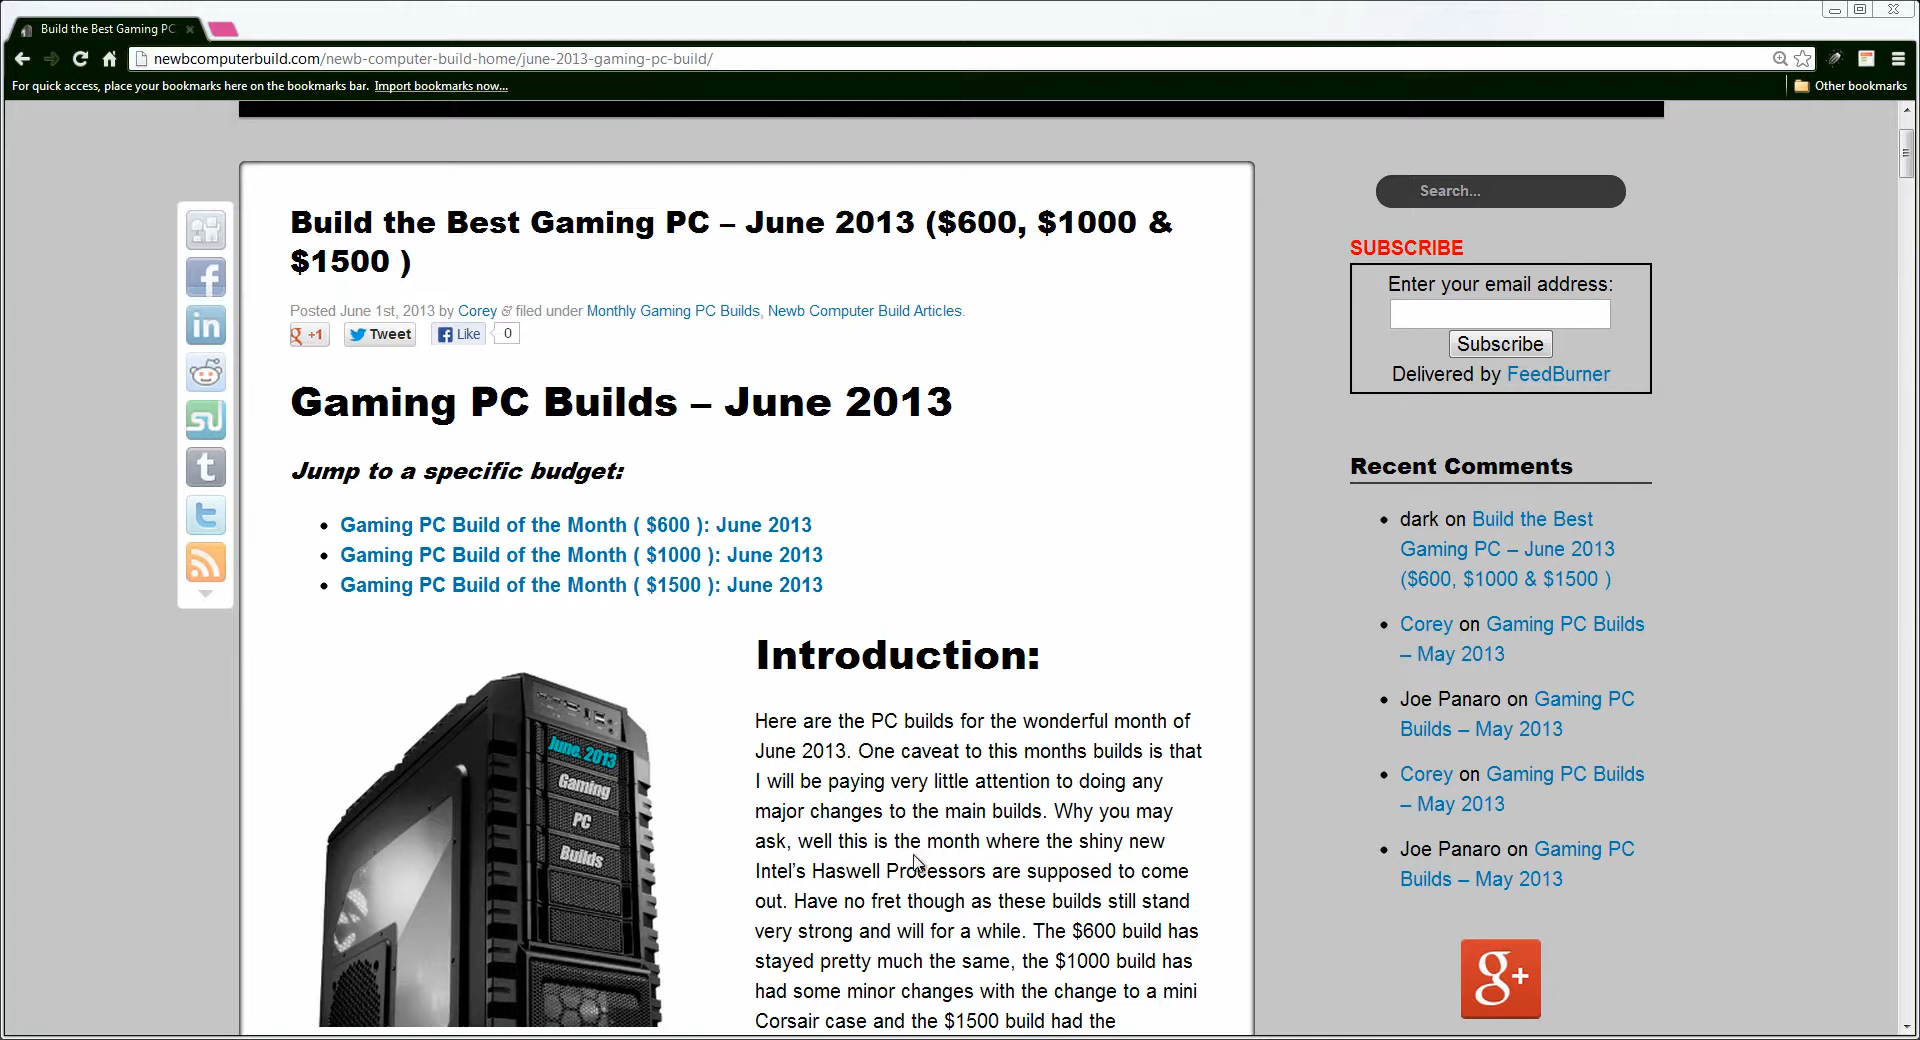 Build the Best Gaming PC
newbcomputerbuild.com/newb-computer-build-home/june-2013-gaming-pc-build/
For quick access, place your bookmarks here on the bookmarks bar. Import bookmarks now...
Other bookmarks
Build the Best Gaming PC – June 2013 ($600, $1000 &
$1500 )
Posted June 1st, 2013 by Corey & filed under Monthly Gaming PC Builds, Newb Computer Build Articles.
g +1 Tweet Like 0
Gaming PC Builds – June 2013
Jump to a specific budget:
Gaming PC Build of the Month ( $600 ): June 2013
Gaming PC Build of the Month ( $1000 ): June 2013
Gaming PC Build of the Month ( $1500 ): June 2013
June. 2013
Gaming
PC
Builds
Introduction:
Here are the PC builds for the wonderful month of
June 2013. One caveat to this months builds is that
I will be paying very little attention to doing any
major changes to the main builds. Why you may
ask, well this is the month where the shiny new
Intel's Haswell Processors are supposed to come
out. Have no fret though as these builds still stand
very strong and will for a while. The $600 build has
stayed pretty much the same, the $1000 build has
had some minor changes with the change to a mini
Corsair case and the $1500 build had the
Search...
SUBSCRIBE
Enter your email address:
Subscribe
Delivered by FeedBurner
Recent Comments
dark on Build the Best
Gaming PC – June 2013
($600, $1000 & $1500 )
Corey on Gaming PC Builds
– May 2013
Joe Panaro on Gaming PC
Builds – May 2013
Corey on Gaming PC Builds
– May 2013
Joe Panaro on Gaming PC
Builds – May 2013
g+